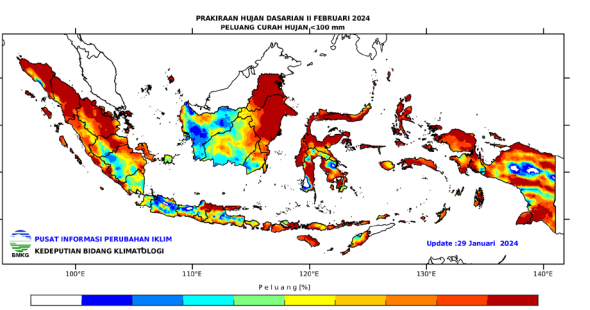 PRAKIRAAN HUJAN DASARIAN II FEBRUARI 2024
PELUANG CURAH HUJAN <100 mm
PUSAT INFORMASI PERUBAHAN IKLIM
KEDEPUTIAN BIDANG KLIMATOLOGI
BMKG
Update :29 Januari 2024
100°E
110°E
120°E
130°E
140°E
Peluang[%]